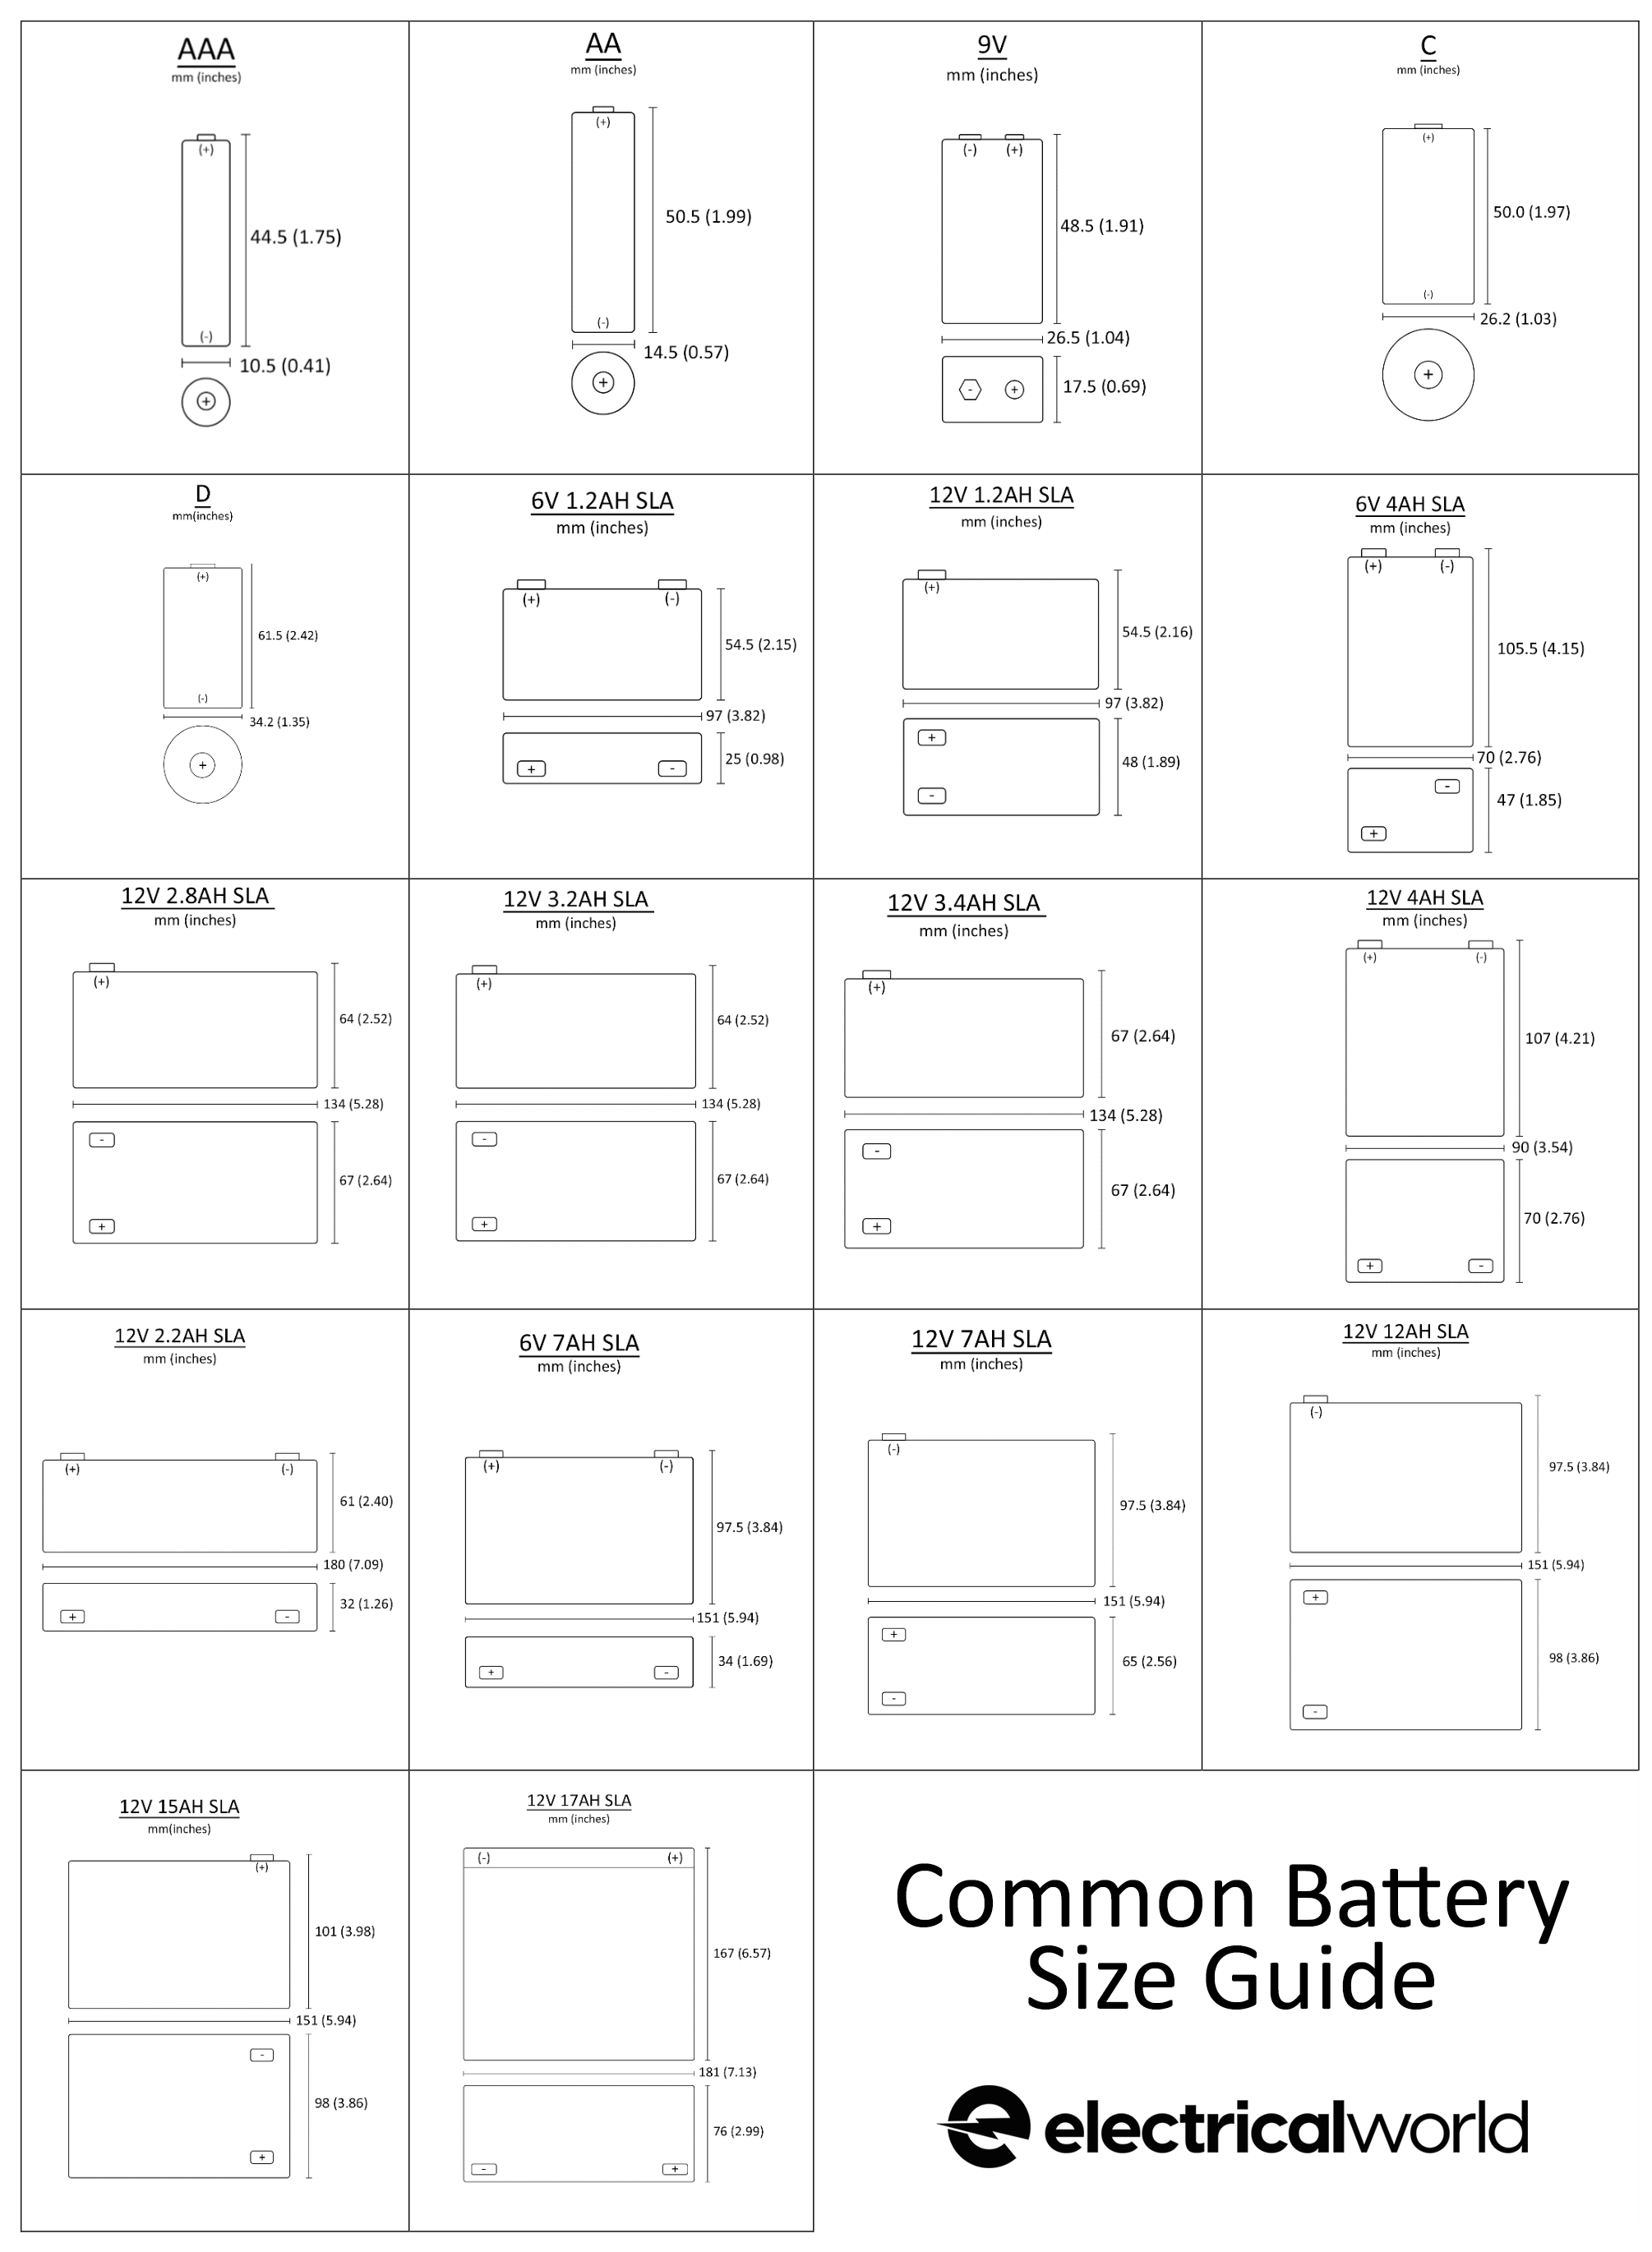 AAA
mm (inches)
(+)
44.5 (1.75)
(-)
10.5 (0.41)
+
AA
mm (inches)
(+)
50.5 (1.99)
(-)
14.5 (0.57)
+
9V
mm (inches)
(-) (+)
48.5 (1.91)
26.5 (1.04)
- +
17.5 (0.69)
C
mm (inches)
(+)
50.0 (1.97)
(-)
26.2 (1.03)
+
D
mm(inches)
(+)
61.5 (2.42)
(-)
34.2 (1.35)
+
6V 1.2AH SLA
mm (inches)
(+) (-)
54.5 (2.15)
97 (3.82)
25 (0.98)
+ -
12V 1.2AH SLA
mm (inches)
(+)
54.5 (2.16)
97 (3.82)
+
48 (1.89)
-
6V 4AH SLA
mm (inches)
(+) (-)
105.5 (4.15)
70 (2.76)
-
47 (1.85)
+
12V 2.8AH SLA
mm (inches)
(+)
64 (2.52)
134 (5.28)
-
67 (2.64)
+
12V 3.2AH SLA
mm (inches)
(+)
64 (2.52)
134 (5.28)
-
67 (2.64)
+
12V 3.4AH SLA
mm (inches)
(+)
67 (2.64)
134 (5.28)
-
67 (2.64)
+
12V 4AH SLA
mm (inches)
(+) (-)
107 (4.21)
90 (3.54)
70 (2.76)
+ -
12V 2.2AH SLA
mm (inches)
(+) (-)
61 (2.40)
180 (7.09)
32 (1.26)
+ -
6V 7AH SLA
mm (inches)
(+) (-)
97.5 (3.84)
151 (5.94)
34 (1.69)
+ -
12V 7AH SLA
mm (inches)
(-)
97.5 (3.84)
151 (5.94)
+
65 (2.56)
-
12V 12AH SLA
mm (inches)
(-)
97.5 (3.84)
151 (5.94)
+
98 (3.86)
-
12V 15AH SLA
mm(inches)
(+)
101 (3.98)
151 (5.94)
-
98 (3.86)
+
12V 17AH SLA
mm (inches)
(-) (+)
167 (6.57)
181 (7.13)
76 (2.99)
- +
Common Battery
Size Guide
electricalworld